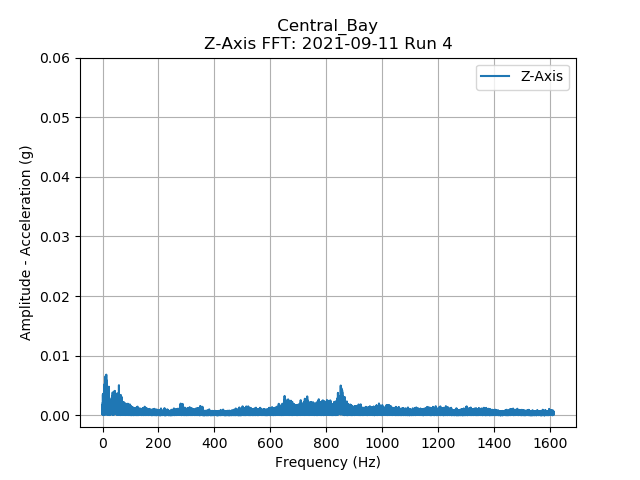 Central_Bay
Z-Axis FFT: 2021-09-11 Run 4
Z-Axis
0.06
0.05
0.04
0.03
0.02
0.01
0.00
Amplitude - Acceleration (g)
0 200 400 600 800 1000 1200 1400 1600
Frequency (Hz)